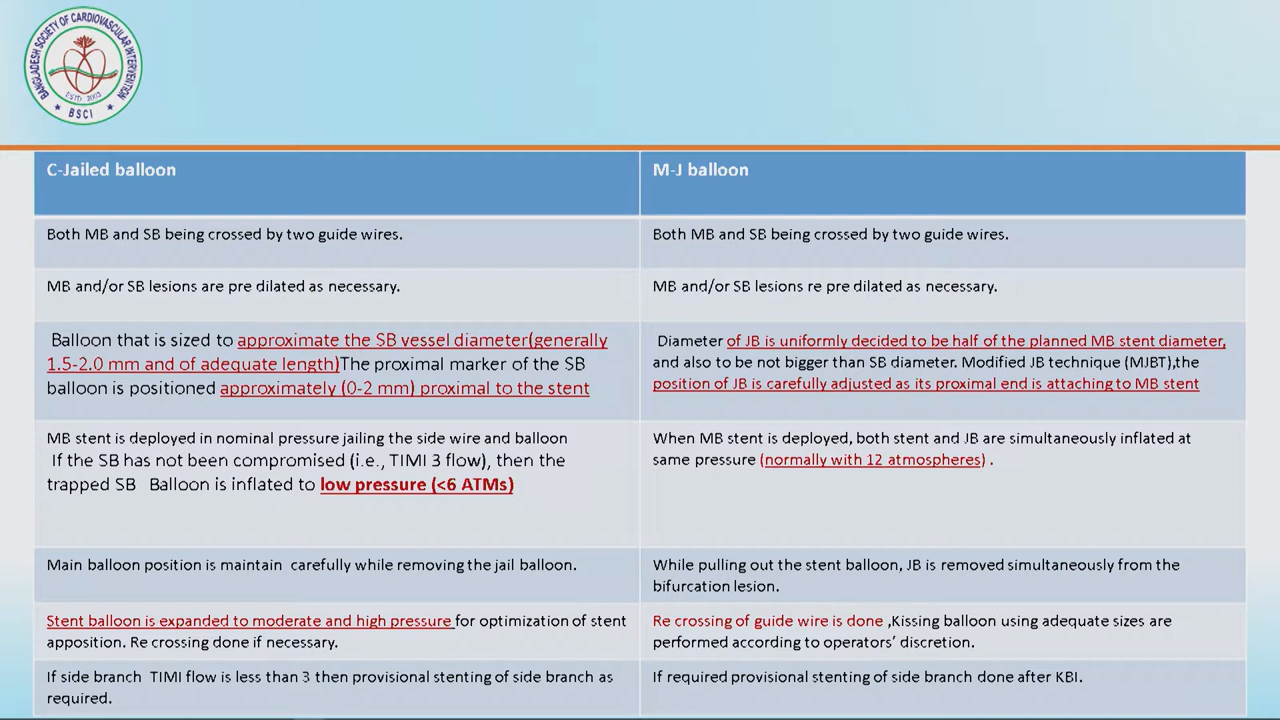 BANGLADESH SOCIETY OF CARDIOVASCULAR INTERVENTION
ESTD : 2003
BSCI
C-Jailed balloon
M-J balloon
Both MB and SB being crossed by two guide wires.
Both MB and SB being crossed by two guide wires.
MB and/or SB lesions are pre dilated as necessary.
MB and/or SB lesions re pre dilated as necessary.
Balloon that is sized to approximate the SB vessel diameter(generally
1.5-2.0 mm and of adequate length)The proximal marker of the SB
balloon is positioned approximately (0-2 mm) proximal to the stent
Diameter of JB is uniformly decided to be half of the planned MB stent diameter,
and also to be not bigger than SB diameter. Modified JB technique (MJBT),the
position of JB is carefully adjusted as its proximal end is attaching to MB stent
MB stent is deployed in nominal pressure jailing the side wire and balloon
If the SB has not been compromised (i.e., TIMI 3 flow), then the
trapped SB Balloon is inflated to low pressure (<6 ATMs)
When MB stent is deployed, both stent and JB are simultaneously inflated at
same pressure (normally with 12 atmospheres) .
Main balloon position is maintain carefully while removing the jail balloon.
While pulling out the stent balloon, JB is removed simultaneously from the
bifurcation lesion.
Stent balloon is expanded to moderate and high pressure for optimization of stent
apposition. Re crossing done if necessary.
Re crossing of guide wire is done ,Kissing balloon using adequate sizes are
performed according to operators' discretion.
If side branch TIMI flow is less than 3 then provisional stenting of side branch as
required.
If required provisional stenting of side branch done after KBI.